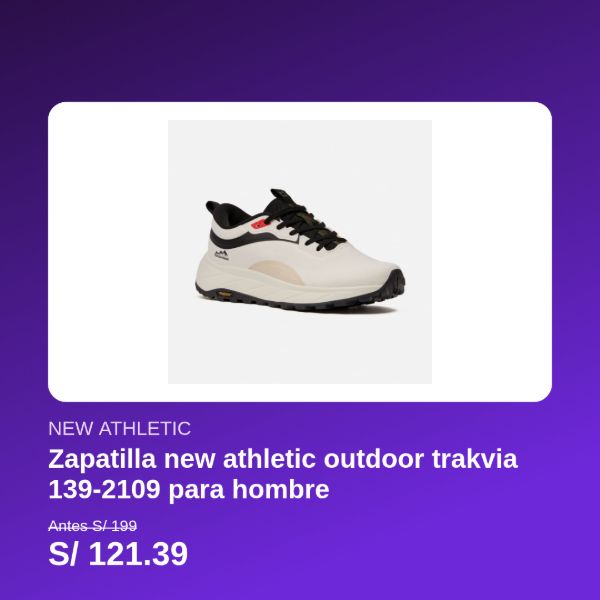 NEW ATHLETIC
Zapatilla new athletic outdoor trakvia
139-2109 para hombre
Antes S/ 199
S/ 121.39